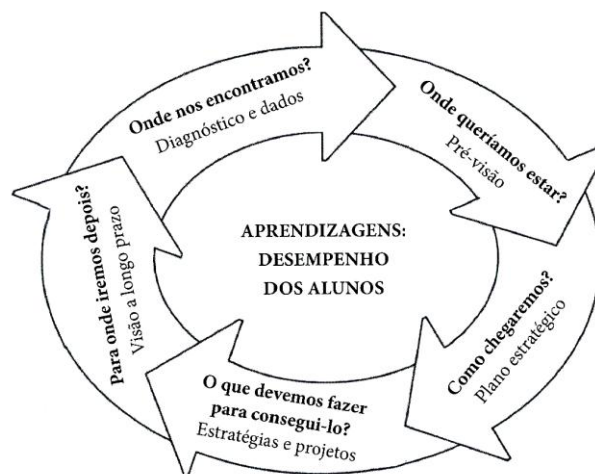 Onde nos encontramos?
Diagnóstico e dados
Onde queríamos estar?
Pré-visão
Como chegaremos?
Plano estratégico
O que devemos fazer
para consegui-lo?
Estratégias e projetos
Para onde iremos depois?
Visão a longo prazo
APRENDIZAGENS:
DESEMPENHO
DOS ALUNOS